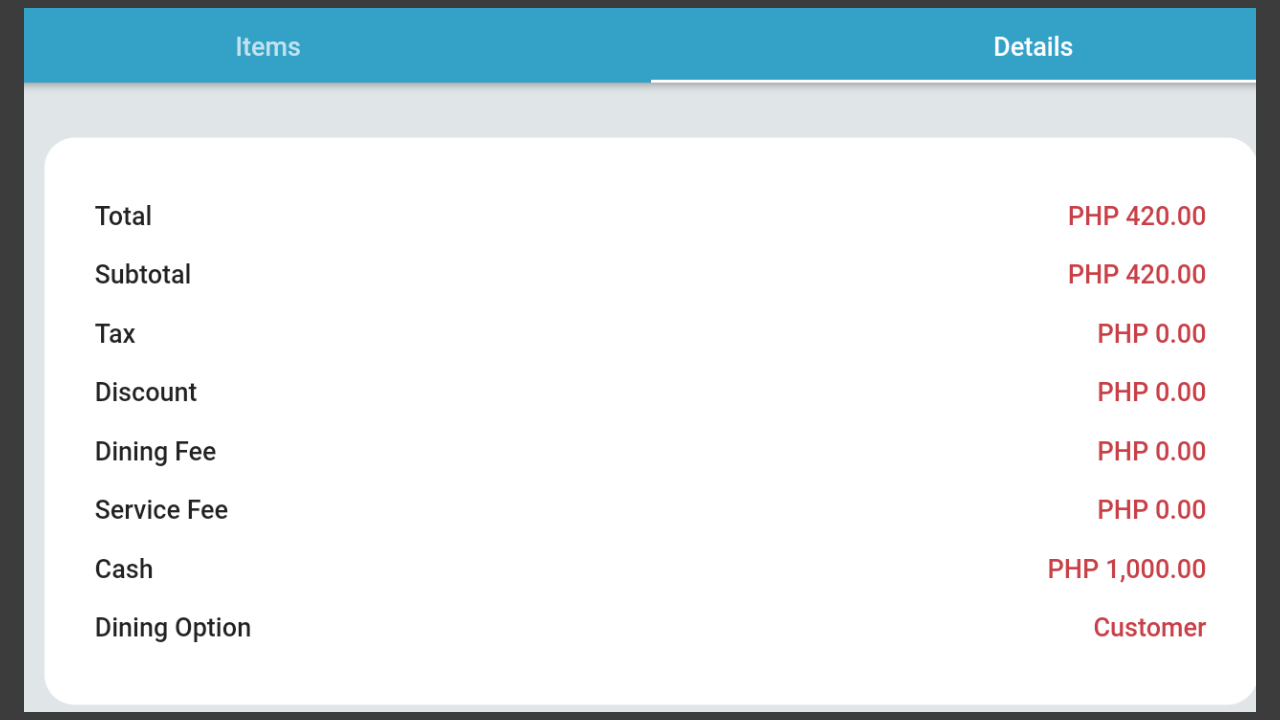 Items Details
Total PHP 420.00
Subtotal PHP 420.00
Tax PHP 0.00
Discount PHP 0.00
Dining Fee PHP 0.00
Service Fee PHP 0.00
Cash PHP 1,000.00
Dining Option Customer